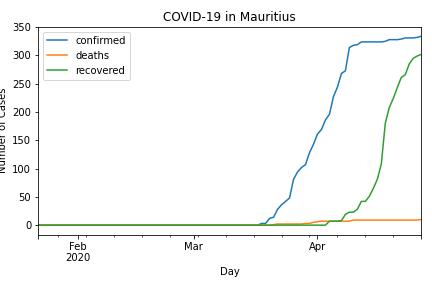 COVID-19 in Mauritius
350
300
250
200
150
100
50
0
Number of Cases
confirmed
deaths
recovered
Feb
2020
Mar
Apr
Day